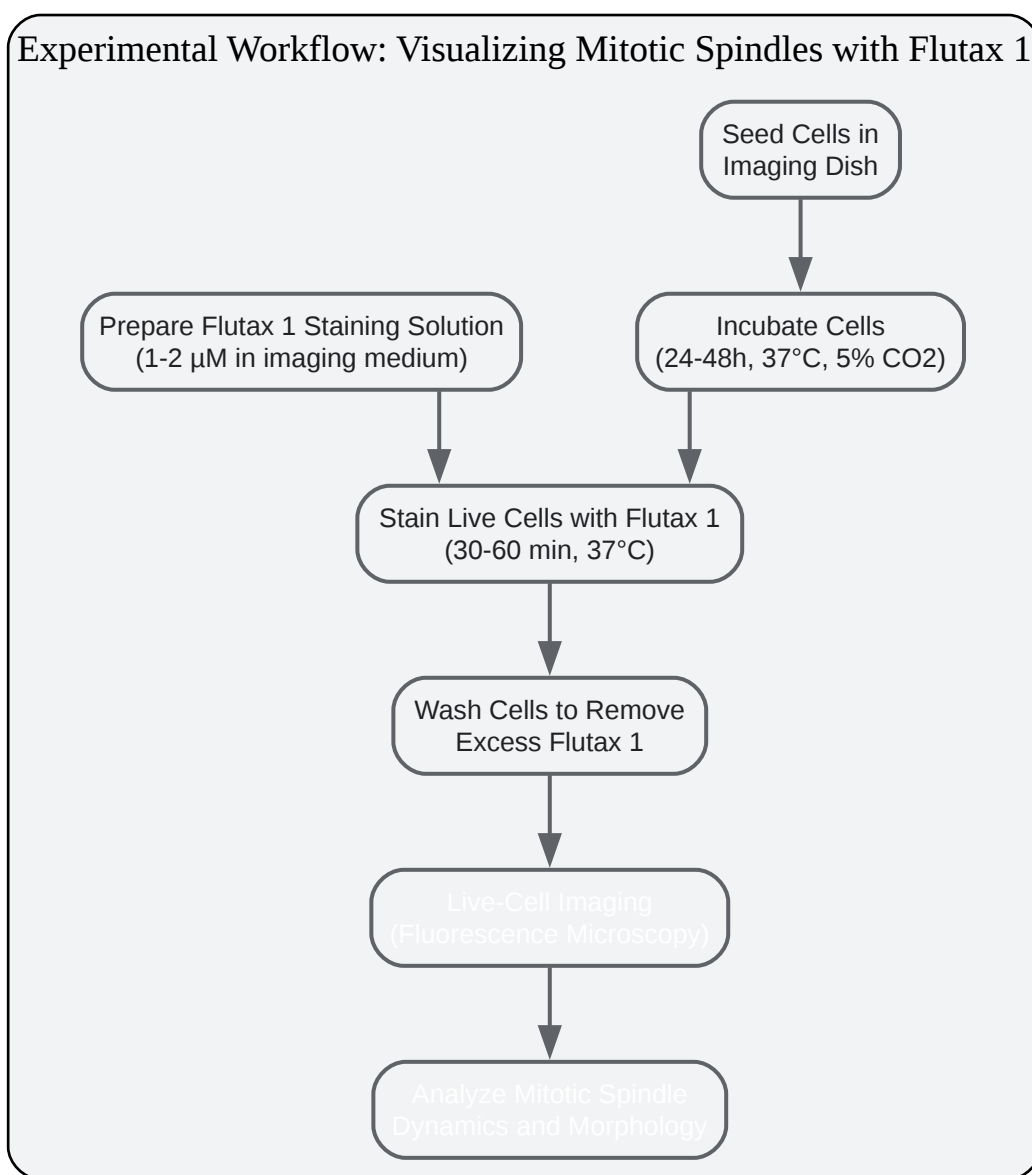 Experimental Workflow: Visualizing Mitotic Spindles with Flutax 1
Seed Cells in
Imaging Dish
Prepare Flutax 1 Staining Solution
(1-2 µM in imaging medium)
Incubate Cells
(24-48h, 37°C, 5% CO2)
Stain Live Cells with Flutax 1
(30-60 min, 37°C)
Wash Cells to Remove
Excess Flutax 1
Live-Cell Imaging
(Fluorescence Microscopy)
Analyze Mitotic Spindle
Dynamics and Morphology